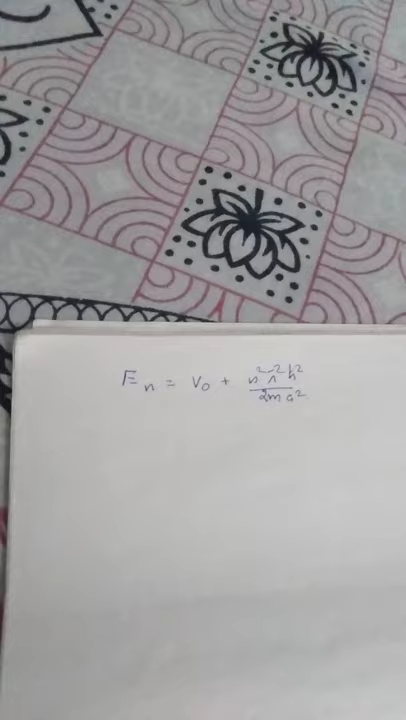 E_n = V_0 + n²π²ħ² / 2ma²